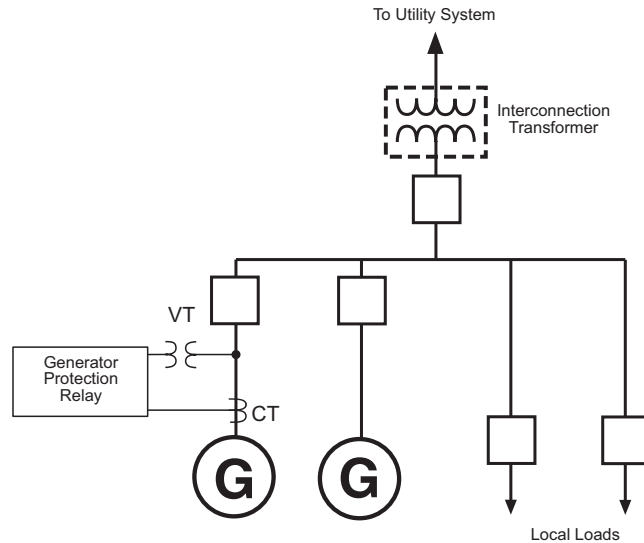 To Utility System
Interconnection
Transformer
VT
Generator
Protection
Relay
CT
G
G
Local Loads